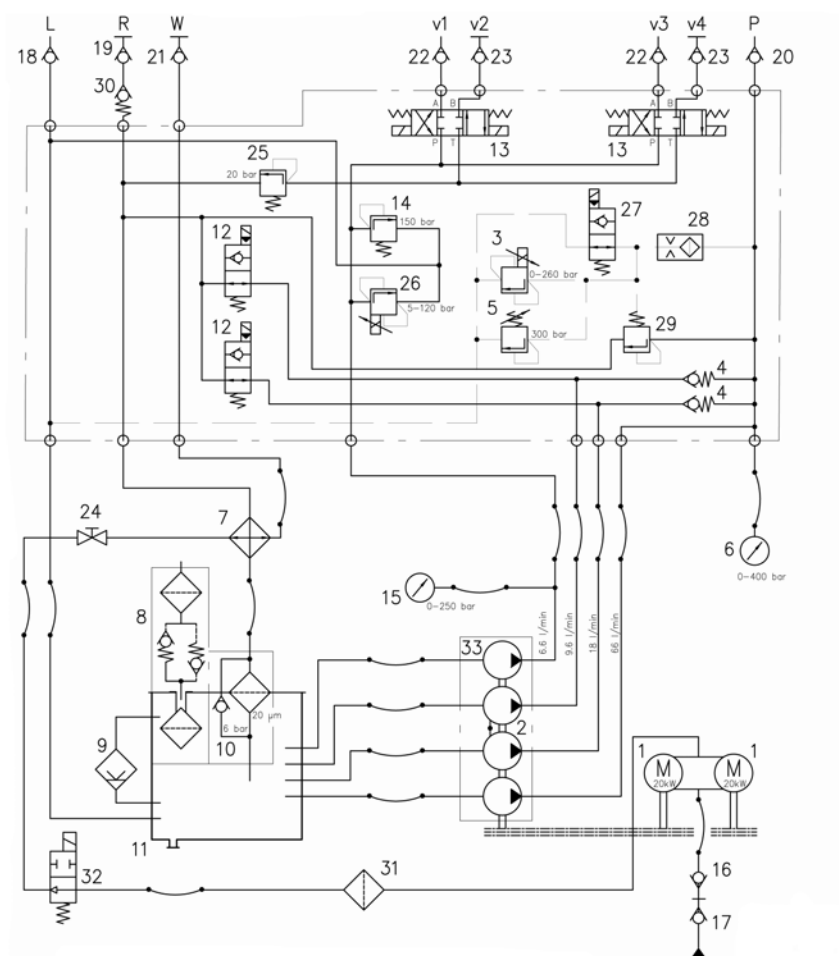 L R W v1 v2 v3 v4 P
18 19 21 22 23 22 23 20
30
A B A B
P T 13 13 P T
25
20 bar
14
150 bar
12
27
28
3
0-260 bar
26
5-120 bar
5
300 bar
29
12
4
4
24
7
6
0-400 bar
15
0-250 bar
8
6.6 l/min
9.6 l/min
18 l/min
66 l/min
33
20 µm
6 bar
10
2
9
1 M 20kW M 20kW 1
11
32
31
16
17